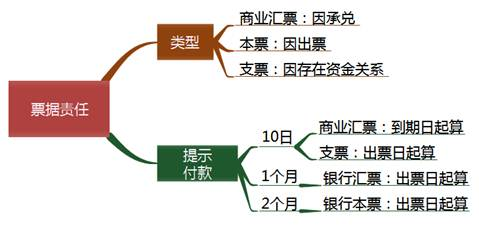 票据责任
类型
商业汇票：因承兑
本票：因出票
支票：因存在资金关系
提示
付款
10日
商业汇票：到期日起算
支票：出票日起算
1个月
银行汇票：出票日起算
2个月
银行本票：出票日起算